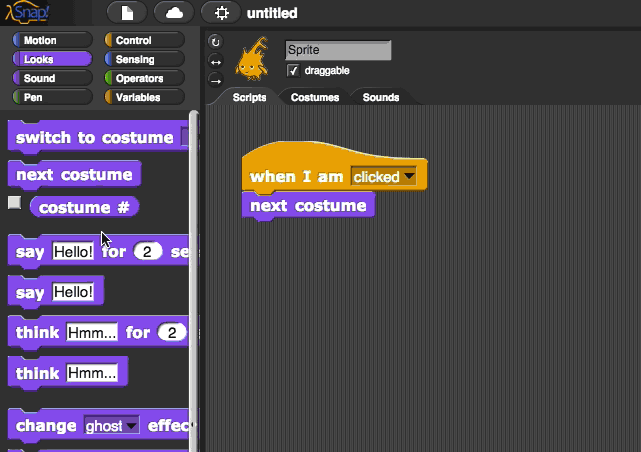 Snap! untitled
Motion Control
Looks Sensing
Sound Operators
Pen Variables
Sprite
draggable
Scripts Costumes Sounds
switch to costume
next costume
costume #
say Hello! for 2 se
say Hello!
think Hmm... for 2
think Hmm...
change ghost effec
when I am clicked
next costume